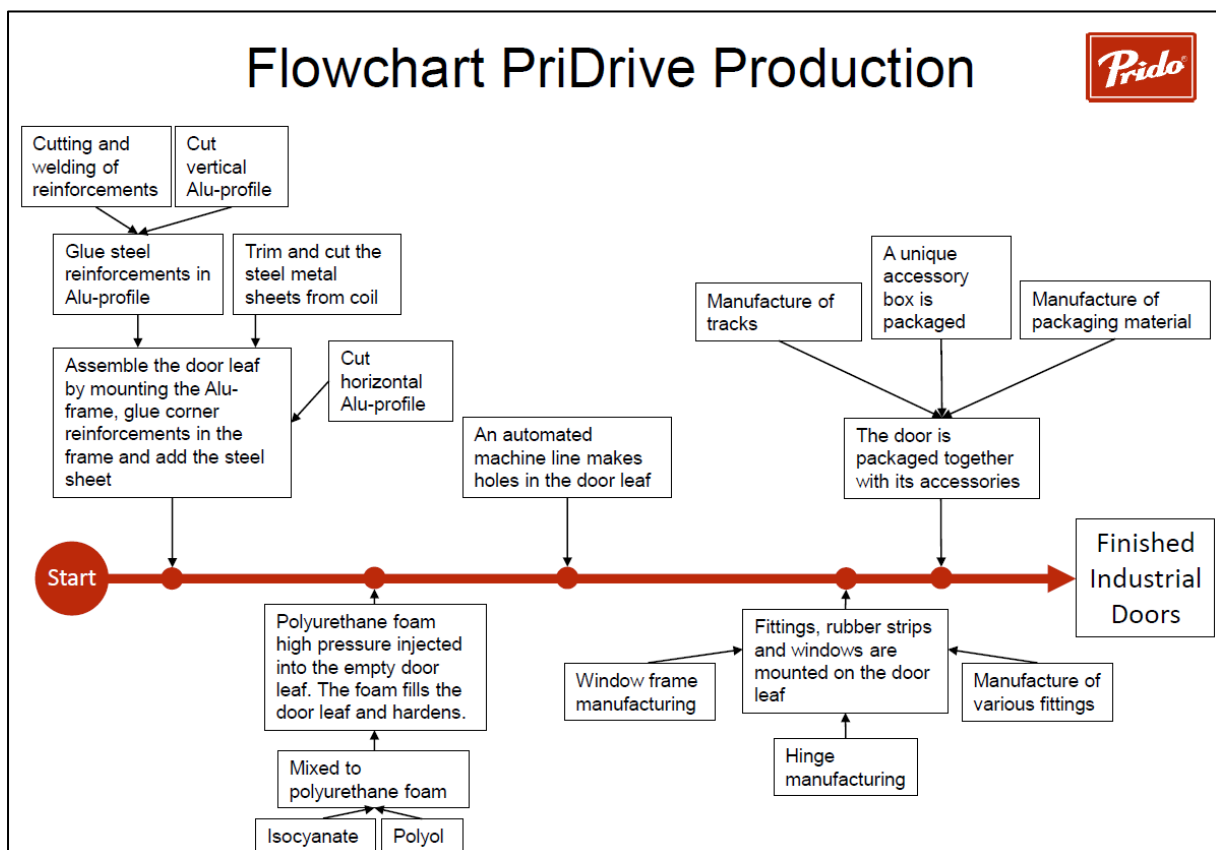 Flowchart PriDrive Production
Prido
Cutting and
welding of
reinforcements
Cut
vertical
Alu-profile
Glue steel
reinforcements in
Alu-profile
Trim and cut the
steel metal
sheets from coil
Assemble the door leaf
by mounting the Alu-
frame, glue corner
reinforcements in the
frame and add the steel
sheet
Cut
horizontal
Alu-profile
An automated
machine line makes
holes in the door leaf
Manufacture of
tracks
A unique
accessory
box is
packaged
Manufacture of
packaging material
The door is
packaged together
with its accessories
Start
Finished
Industrial
Doors
Polyurethane foam
high pressure injected
into the empty door
leaf. The foam fills the
door leaf and hardens.
Mixed to
polyurethane foam
Isocyanate
Polyol
Window frame
manufacturing
Fittings, rubber strips
and windows are
mounted on the door
leaf
Manufacture of
various fittings
Hinge
manufacturing